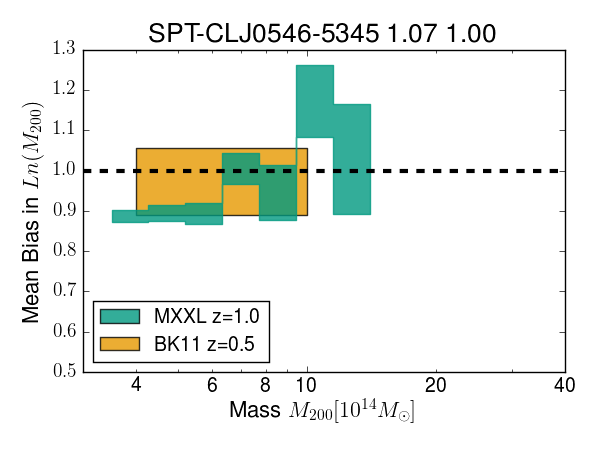 SPT-CLJ0546-5345 1.07 1.00
1.3
1.2
1.1
1.0
0.9
0.8
0.7
0.6
0.5
Mean Bias in Ln(M200)
MXXL z=1.0
BK11 z=0.5
4 6 8 10 20 40
Mass M200[10^14 M⊙]